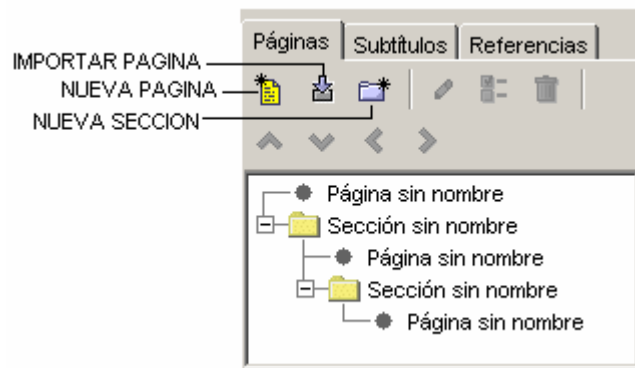 Páginas Subtítulos Referencias
IMPORTAR PAGINA
NUEVA PAGINA
NUEVA SECCION
Página sin nombre
Sección sin nombre
Página sin nombre
Sección sin nombre
Página sin nombre